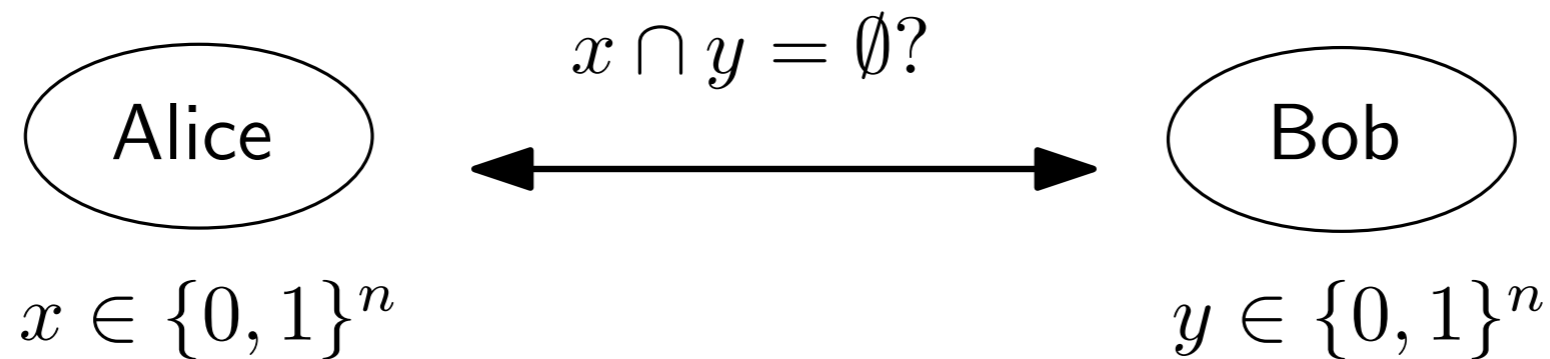 x ∩ y = ∅?
Alice
Bob
x ∈ {0, 1}ⁿ
y ∈ {0, 1}ⁿ